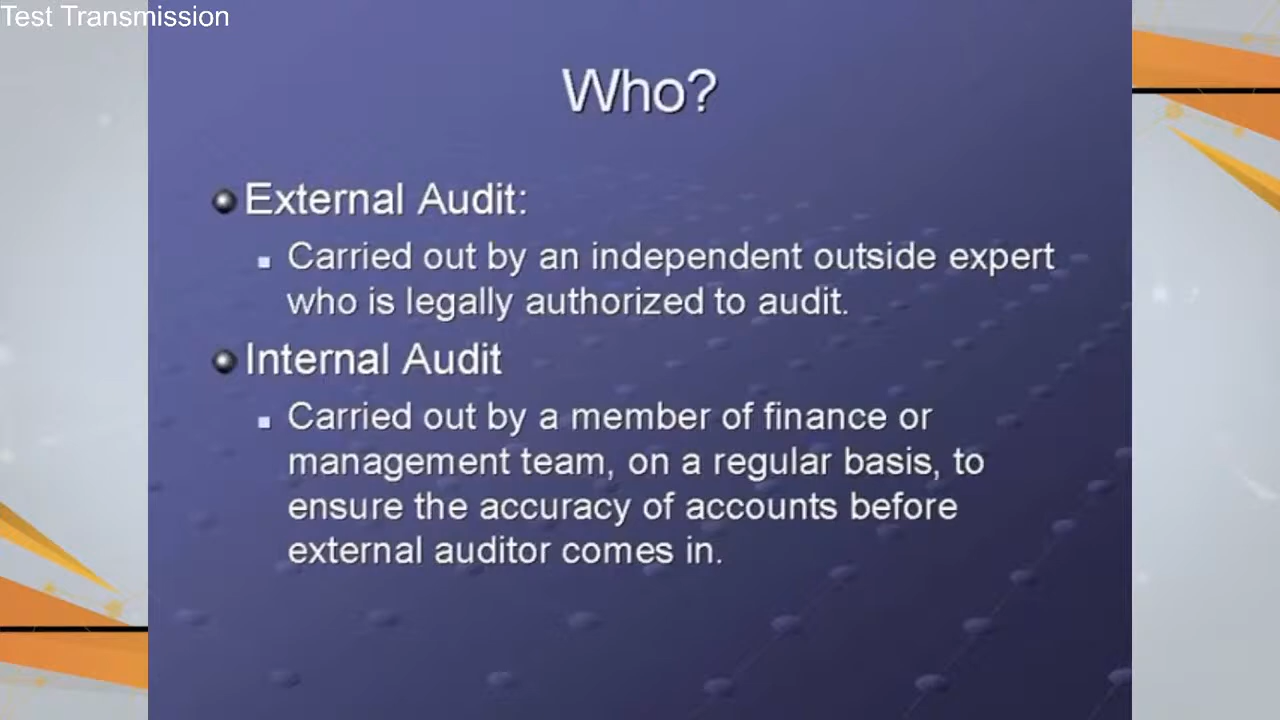 Test Transmission
Who?
External Audit:
Carried out by an independent outside expert
who is legally authorized to audit.
Internal Audit
Carried out by a member of finance or
management team, on a regular basis, to
ensure the accuracy of accounts before
external auditor comes in.